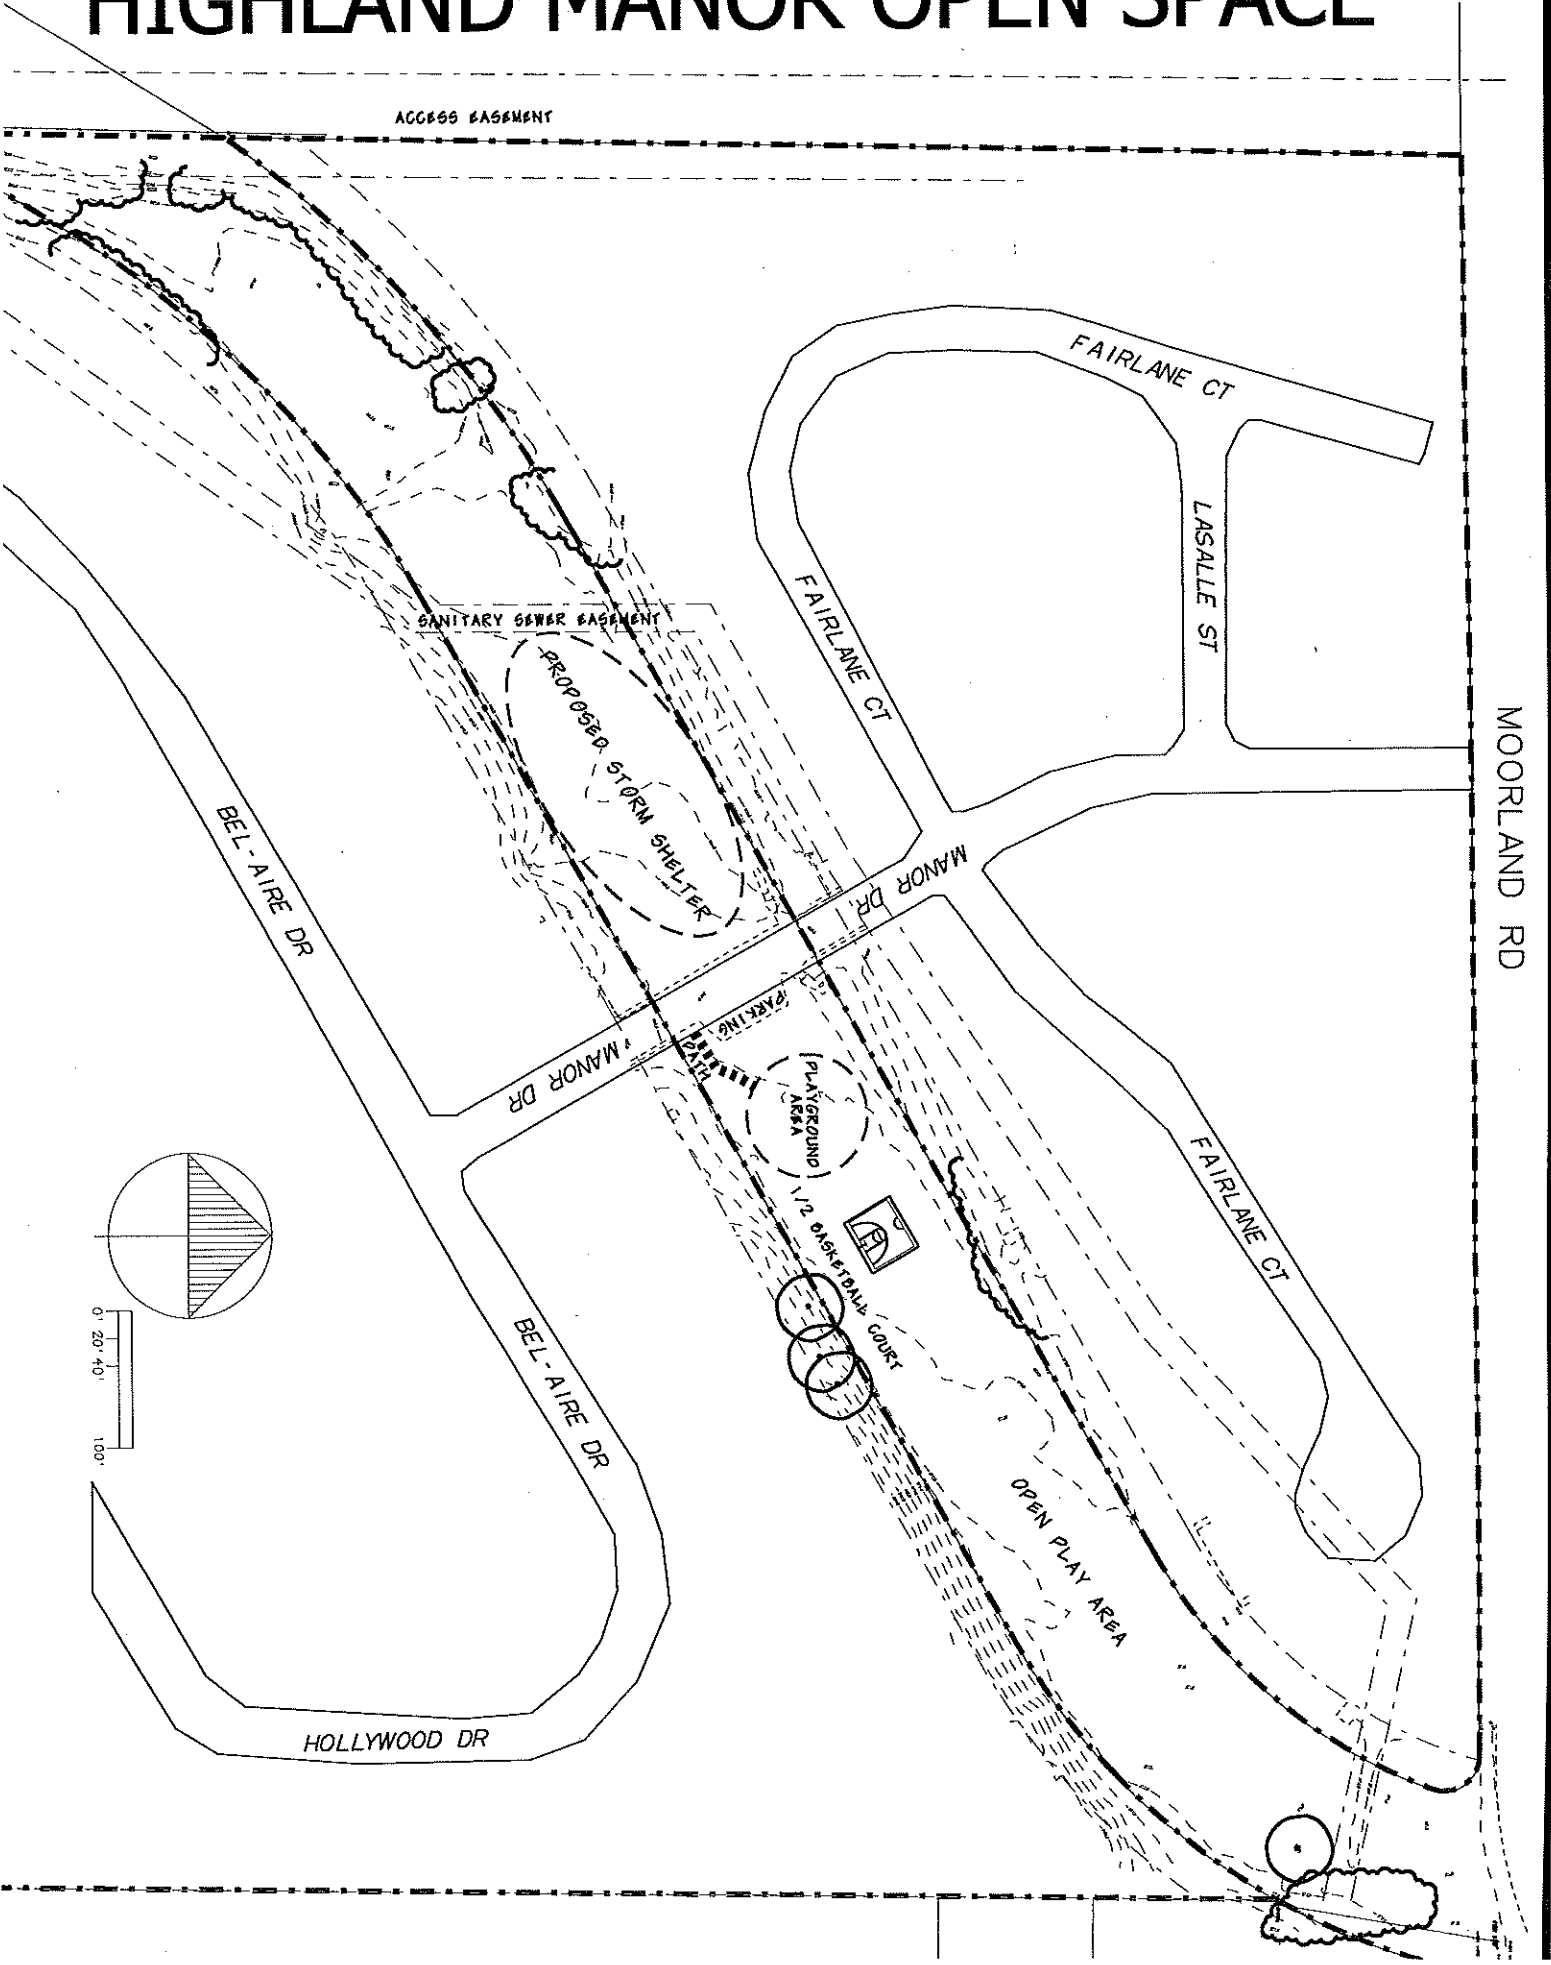 HIGHLAND MANOR OPEN SPACE
ACCESS EASEMENT
FAIRLANE CT
LASALLE ST
FAIRLANE CT
SANITARY SEWER EASEMENT
PROPOSED STORM SHELTER
MOORLAND RD
BEL-AIRE DR
MANOR DR
PARKING
PATH
MANOR DR
PLAYGROUND
AREA
1/2 BASKETBALL COURT
FAIRLANE CT
BEL-AIRE DR
0' 20' 40' 100'
OPEN PLAY AREA
HOLLYWOOD DR